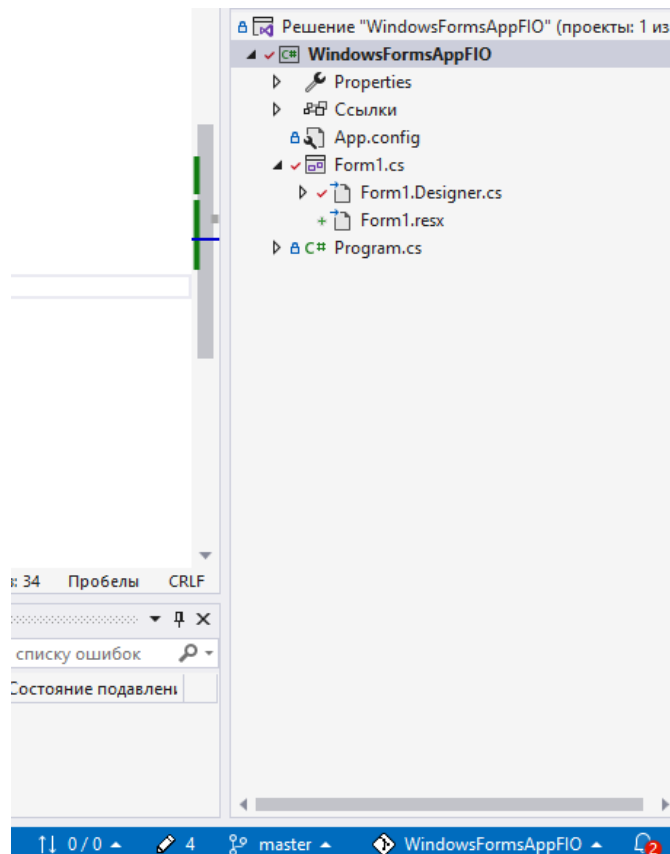 Решение "WindowsFormsAppFIO" (проекты: 1 из
C# WindowsFormsAppFIO
Properties
Ссылки
App.config
Form1.cs
Form1.Designer.cs
Form1.resx
C# Program.cs
: 34 Пробелы CRLF
списку ошибок
Состояние подавлен
0 / 0 4 master WindowsFormsAppFIO 2